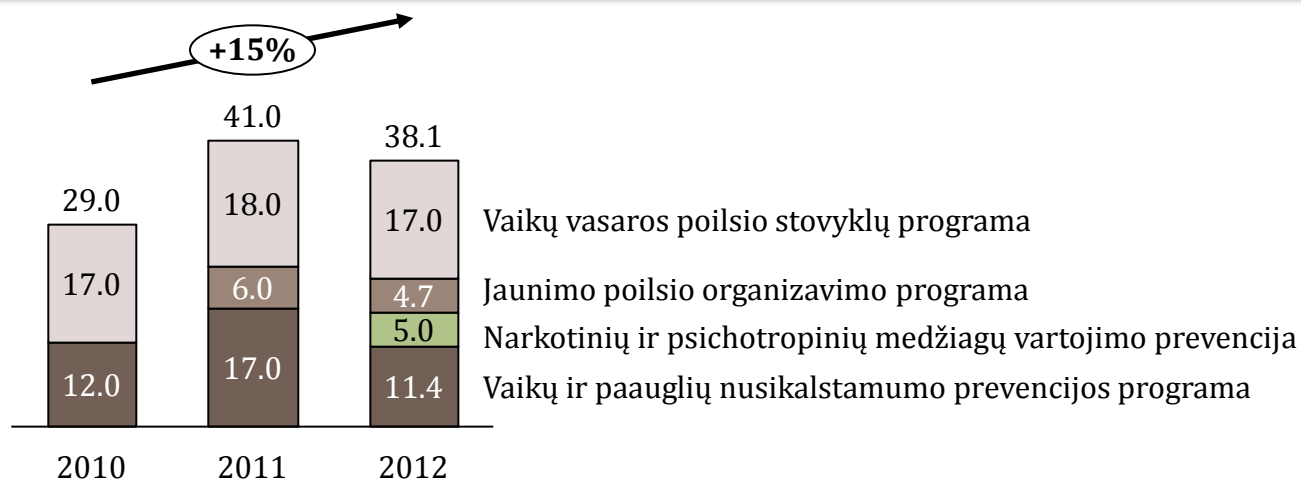 +15%
41.0
38.1
29.0
18.0
17.0 Vaikų vasaros poilsio stovyklų programa
17.0
6.0
4.7 Jaunimo poilsio organizavimo programa
5.0 Narkotinių ir psichotropinių medžiagų vartojimo prevencija
12.0
17.0
11.4 Vaikų ir paauglių nusikalstamumo prevencijos programa
2010 2011 2012